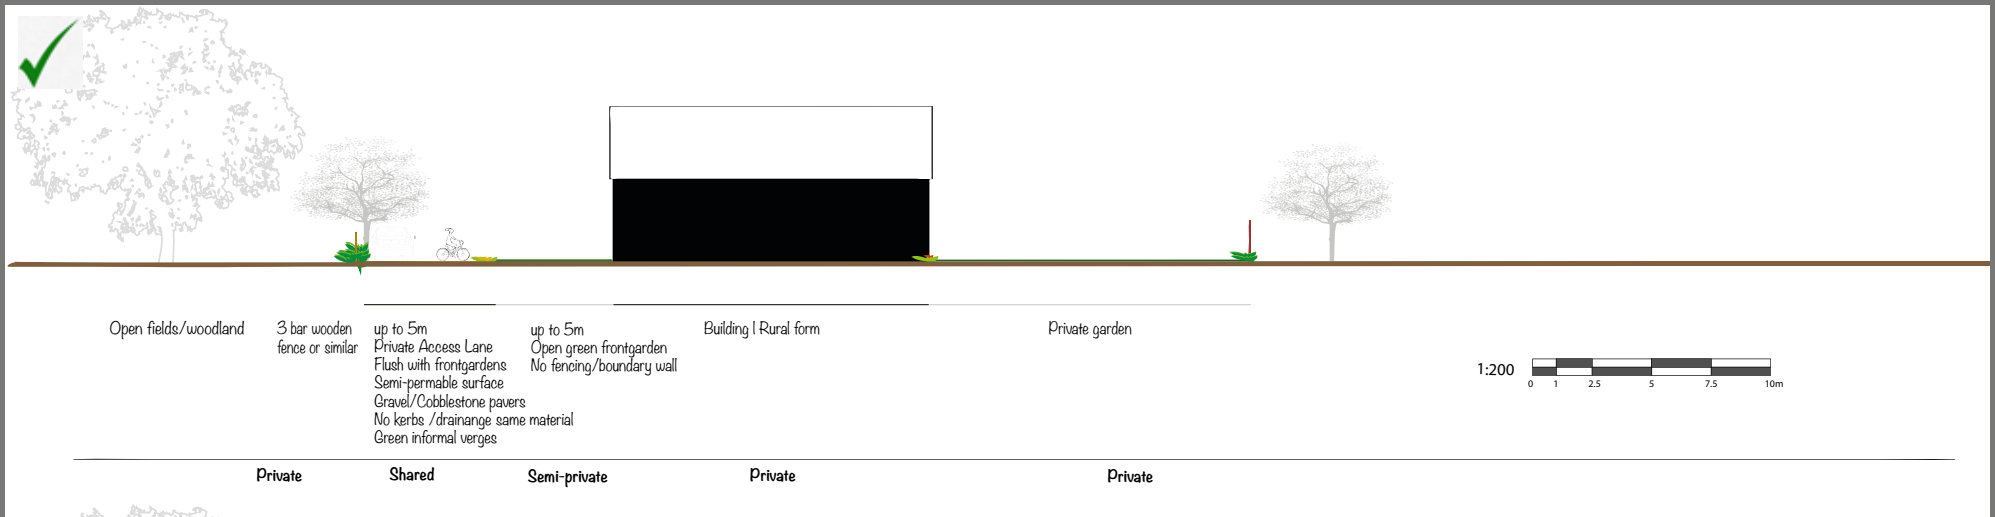 Open fields/woodland
3 bar wooden
fence or similar
up to 5m
Private Access Lane
Flush with frontgardens
Semi-permable surface
Gravel/Cobblestone pavers
No kerbs /drainange same material
Green informal verges
up to 5m
Open green frontgarden
No fencing/boundary wall
Building | Rural form
Private garden
1:200
0 1 2.5 5 7.5 10m
Private Shared Semi-private Private Private